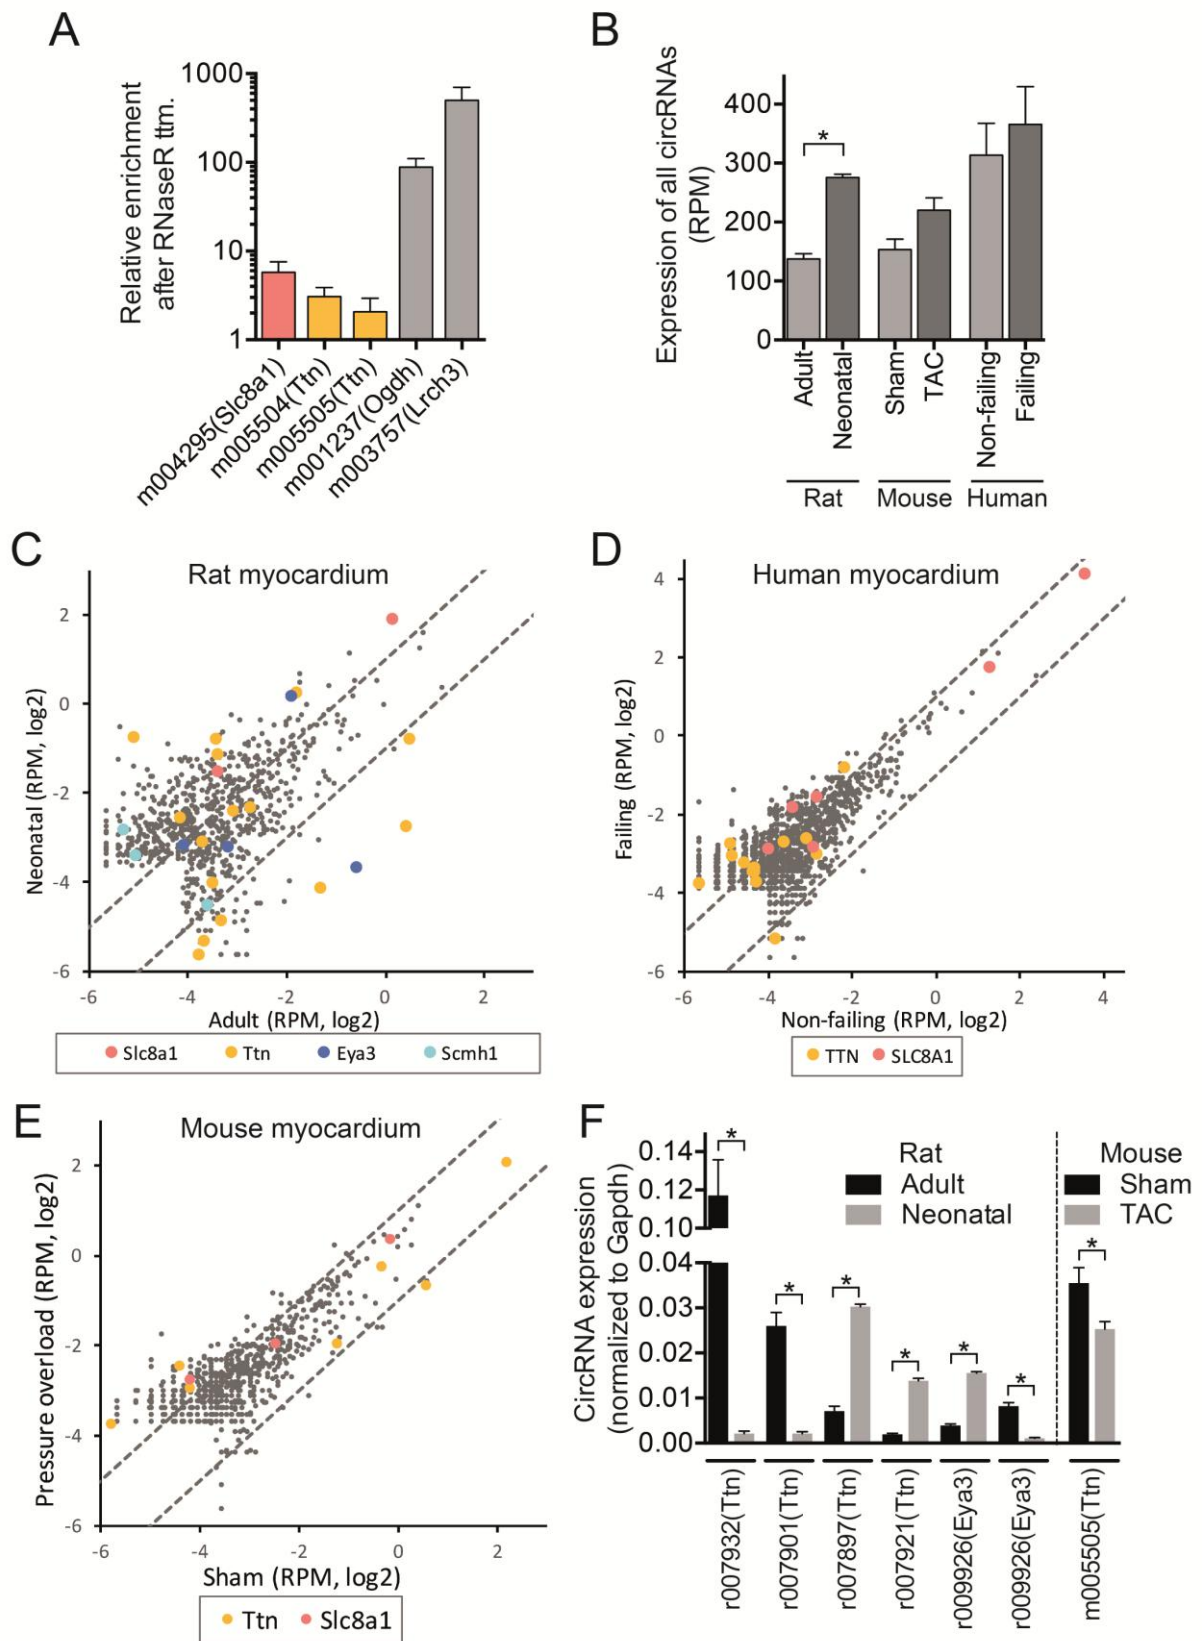 A
Relative enrichment
after RNaseR ttm.
1000
100
10
1
m004295(Slc8a1)
m005504(Ttn)
m005505(Ttn)
m001237(Ogdh)
m003757(Lrch3)
B
Expression of all circRNAs
(RPM)
400
300
200
100
0
*
Adult
Neonatal
Sham
TAC
Non-failing
Failing
Rat
Mouse
Human
C
Rat myocardium
Neonatal (RPM, log2)
2
0
-2
-4
-6
-6 -4 -2 0 2
Adult (RPM, log2)
Slc8a1 Ttn Eya3 Scmh1
D
Human myocardium
Failing (RPM, log2)
4
2
0
-2
-4
-6
-6 -4 -2 0 2 4
Non-failing (RPM, log2)
TTN SLC8A1
E
Mouse myocardium
Pressure overload (RPM, log2)
2
0
-2
-4
-6
-6 -4 -2 0 2
Sham (RPM, log2)
Ttn Slc8a1
F
CircRNA expression
(normalized to Gapdh)
0.14
0.12
0.10
0.04
0.03
0.02
0.01
0.00
* * * * * * *
Rat
Adult
Neonatal
Mouse
Sham
TAC
r007932(Ttn)
r007901(Ttn)
r007897(Ttn)
r007921(Ttn)
r009926(Eya3)
r009926(Eya3)
m005505(Ttn)